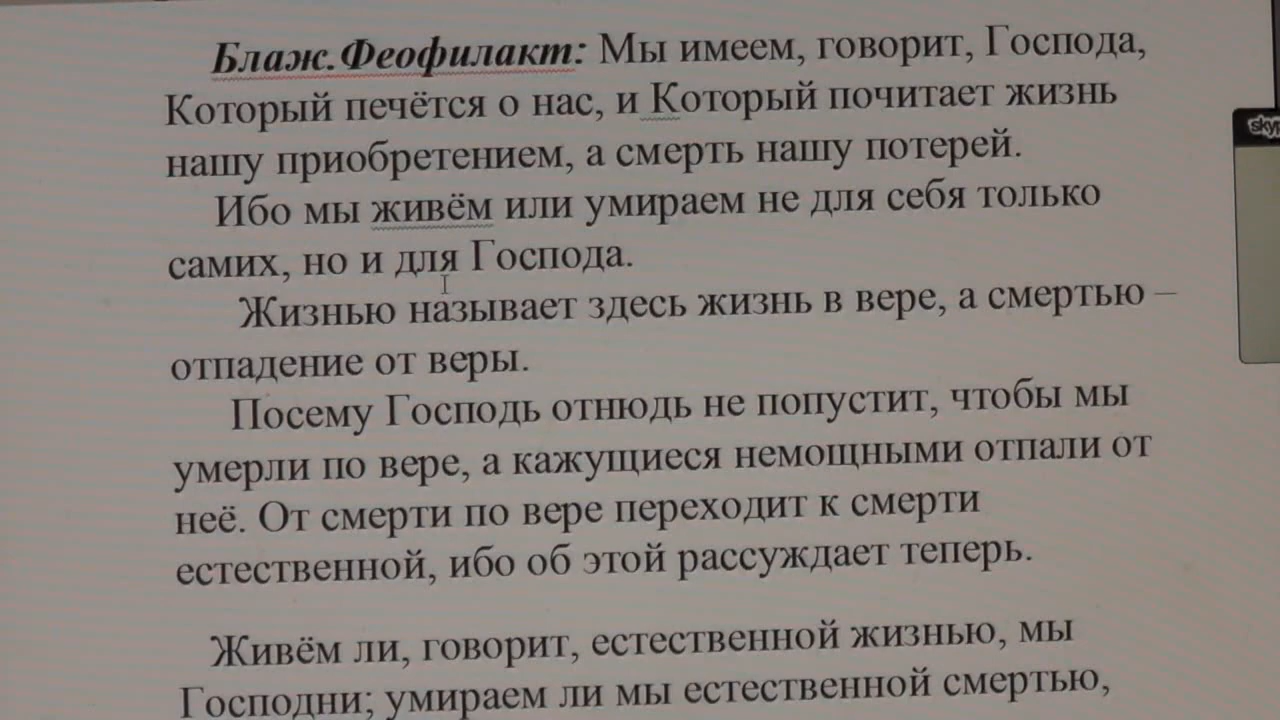 Блаж.Феофилакт: Мы имеем, говорит, Господа,
Который печётся о нас, и Который почитает жизнь
нашу приобретением, а смерть нашу потерей.
Ибо мы живём или умираем не для себя только
самих, но и для Господа.
Жизнью называет здесь жизнь в вере, а смертью –
отпадение от веры.
Посему Господь отнюдь не попустит, чтобы мы
умерли по вере, а кажущиеся немощными отпали от
неё. От смерти по вере переходит к смерти
естественной, ибо об этой рассуждает теперь.
Живём ли, говорит, естественной жизнью, мы
Господни; умираем ли мы естественной смертью,